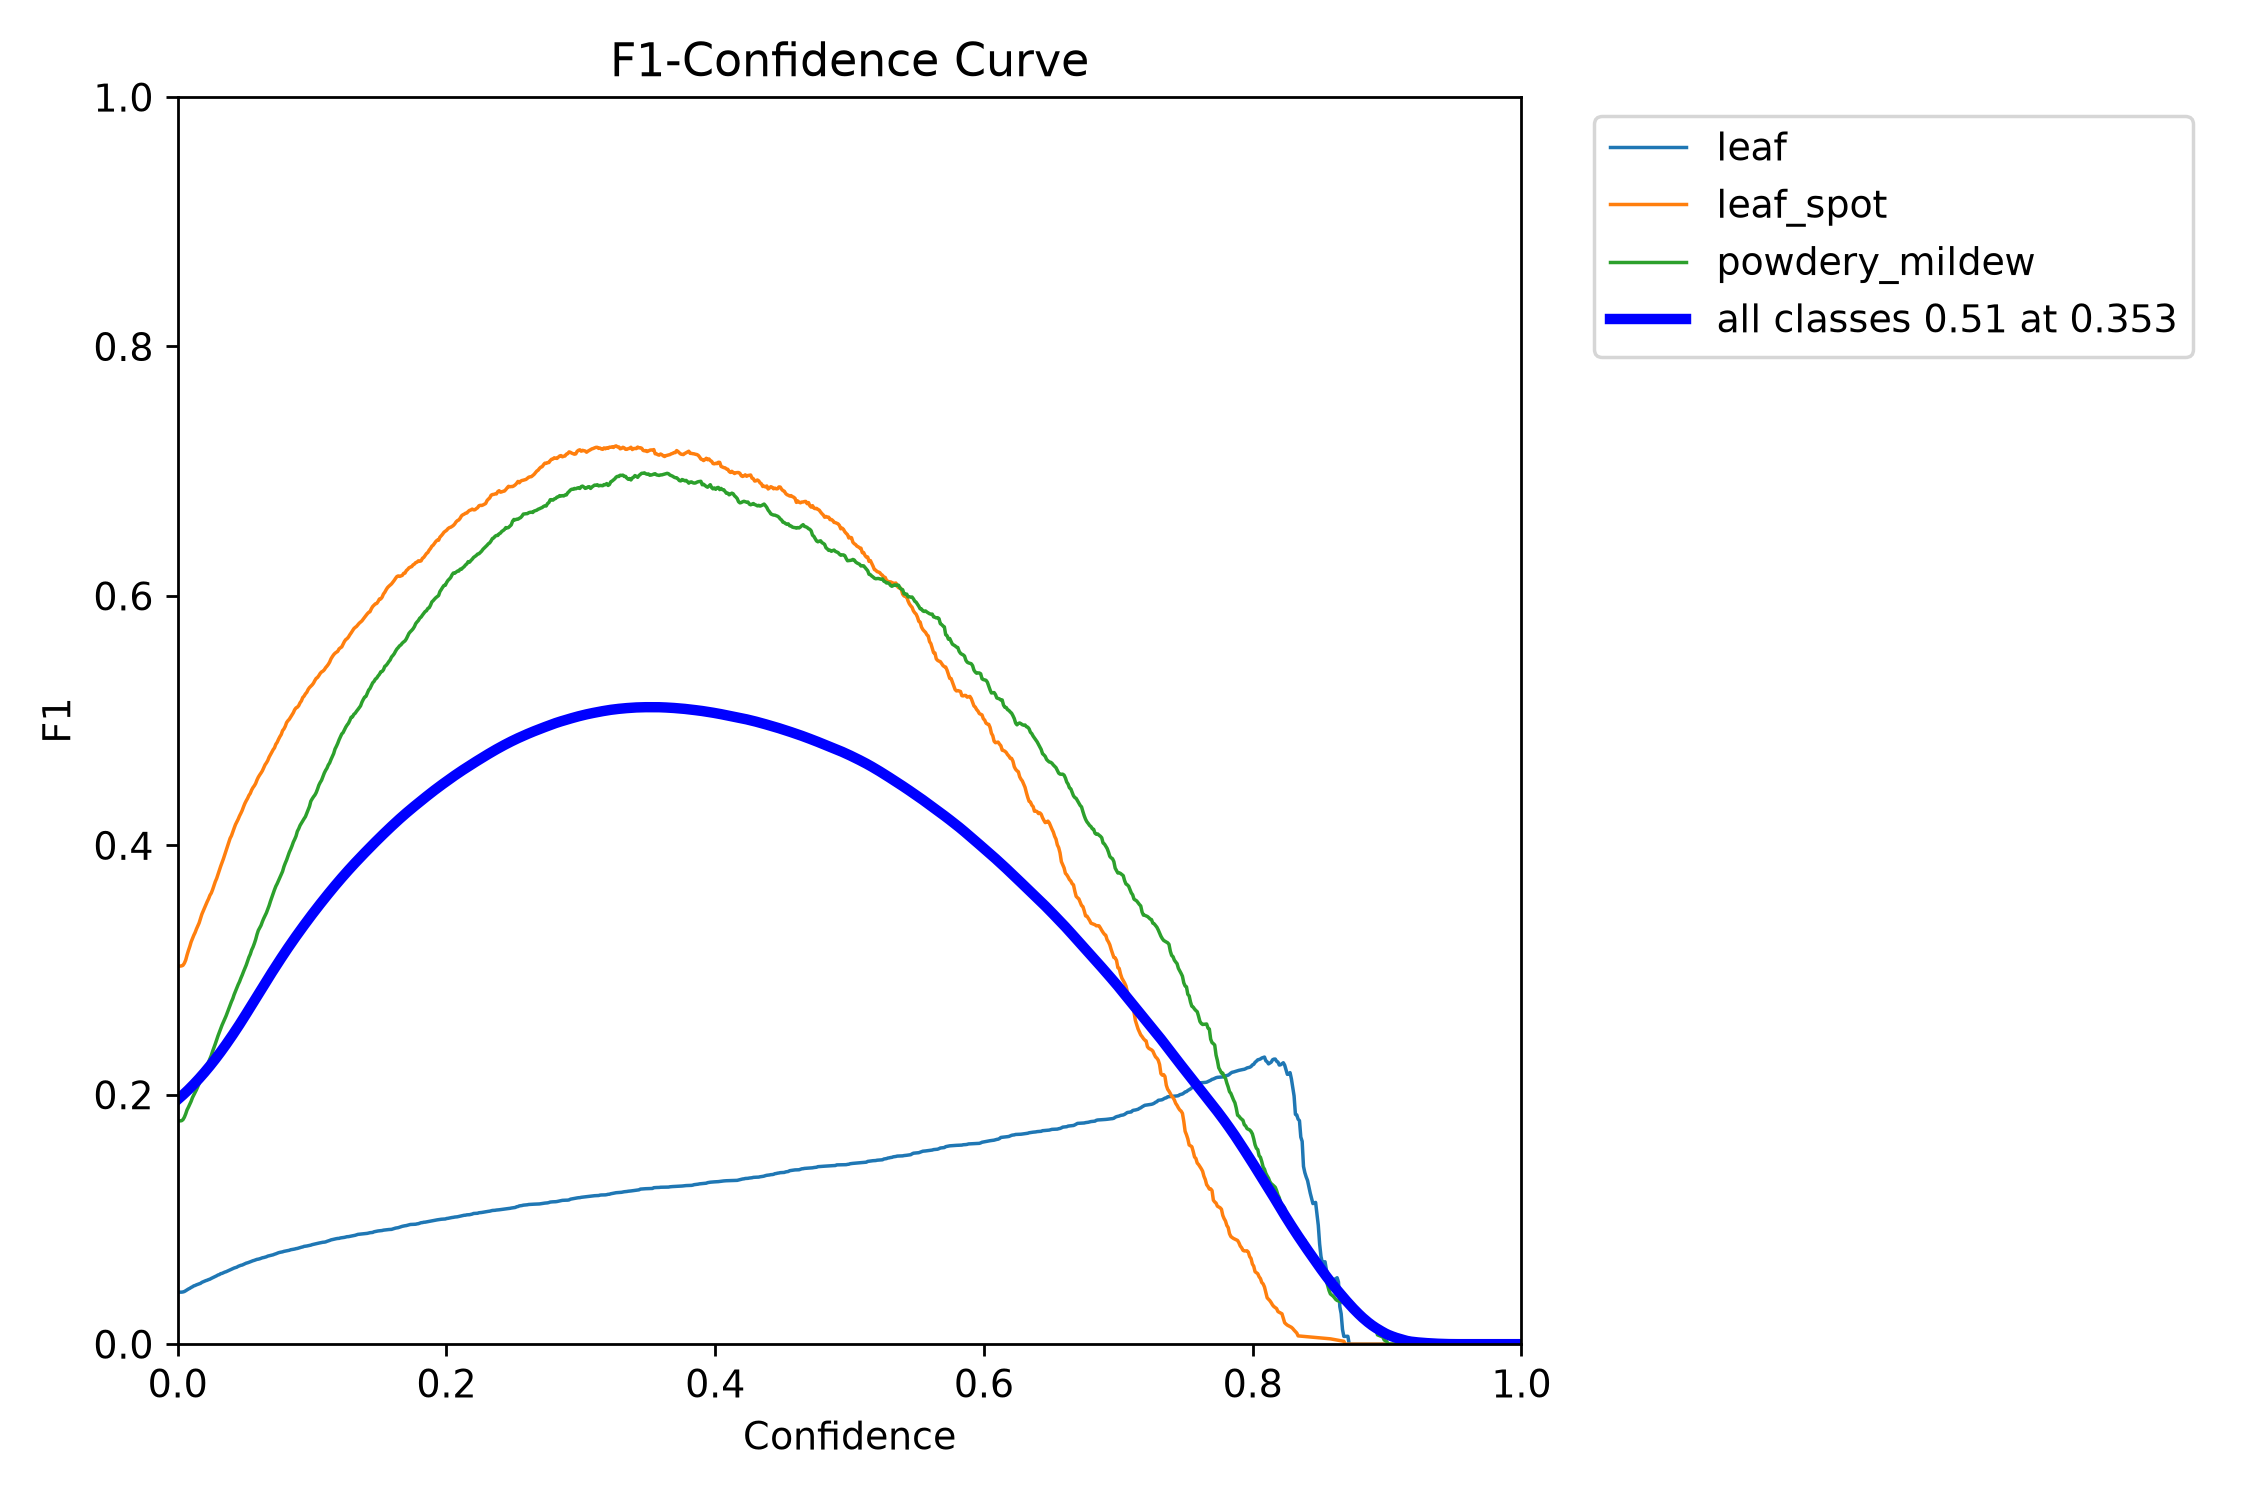 F1-Confidence Curve
1.0
0.8
0.6
0.4
0.2
0.0
F1
0.0 0.2 0.4 0.6 0.8 1.0
Confidence
leaf
leaf_spot
powdery_mildew
all classes 0.51 at 0.353